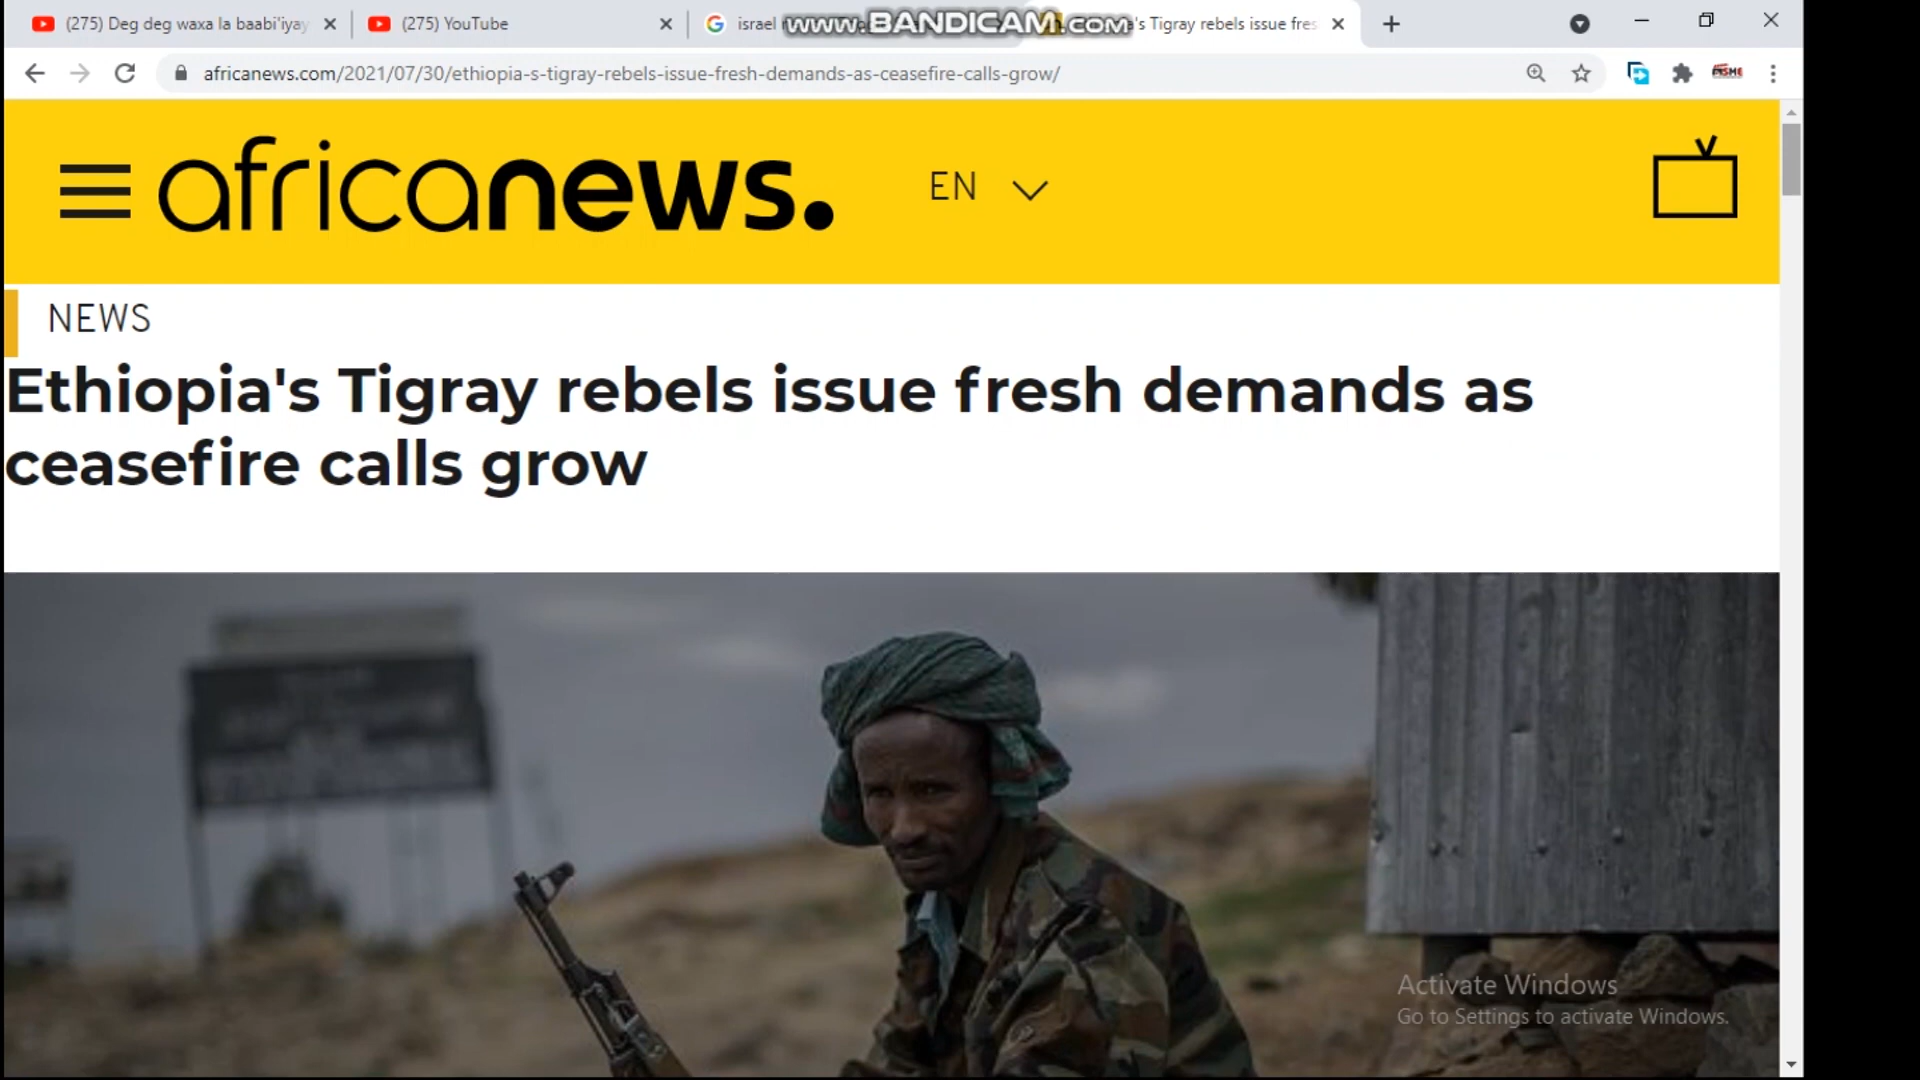 (275) Deg deg waxa la baabi'iyay
(275) YouTube
israel
www.BANDICAM.com
's Tigray rebels issue fres
africanews.com/2021/07/30/ethiopia-s-tigray-rebels-issue-fresh-demands-as-ceasefire-calls-grow/
africanews.
EN
NEWS
Ethiopia's Tigray rebels issue fresh demands as
ceasefire calls grow
Activate Windows
Go to Settings to activate Windows.